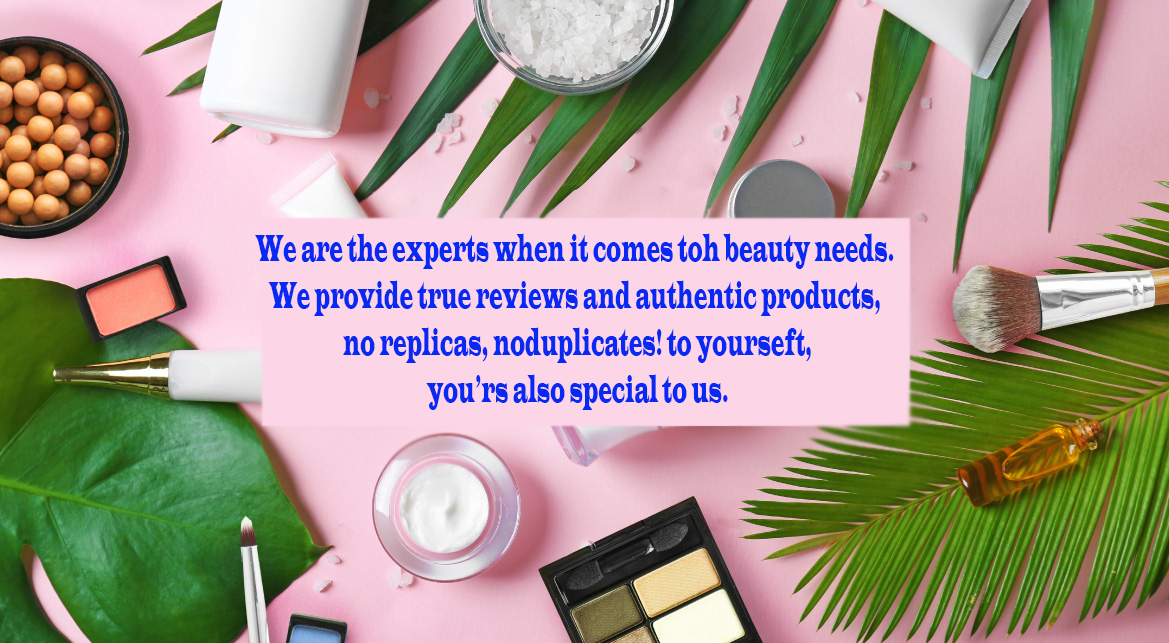 We are the experts when it comes toh beauty needs.
We provide true reviews and authentic products,
no replicas, noduplicates! to yourseft,
you’rs also special to us.